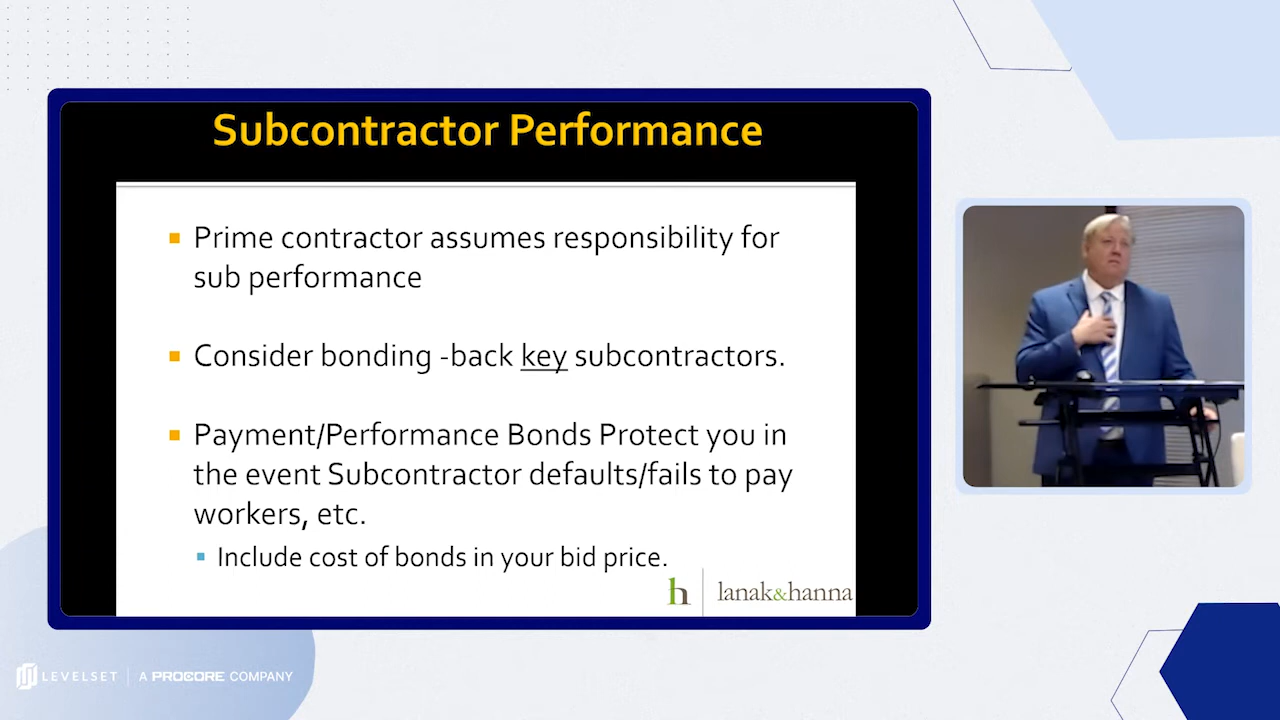 Subcontractor Performance
Prime contractor assumes responsibility for
sub performance
Consider bonding -back key subcontractors.
Payment/Performance Bonds Protect you in
the event Subcontractor defaults/fails to pay
workers, etc.
Include cost of bonds in your bid price.
h lanak&hanna
LEVELSET | A PROCORE COMPANY